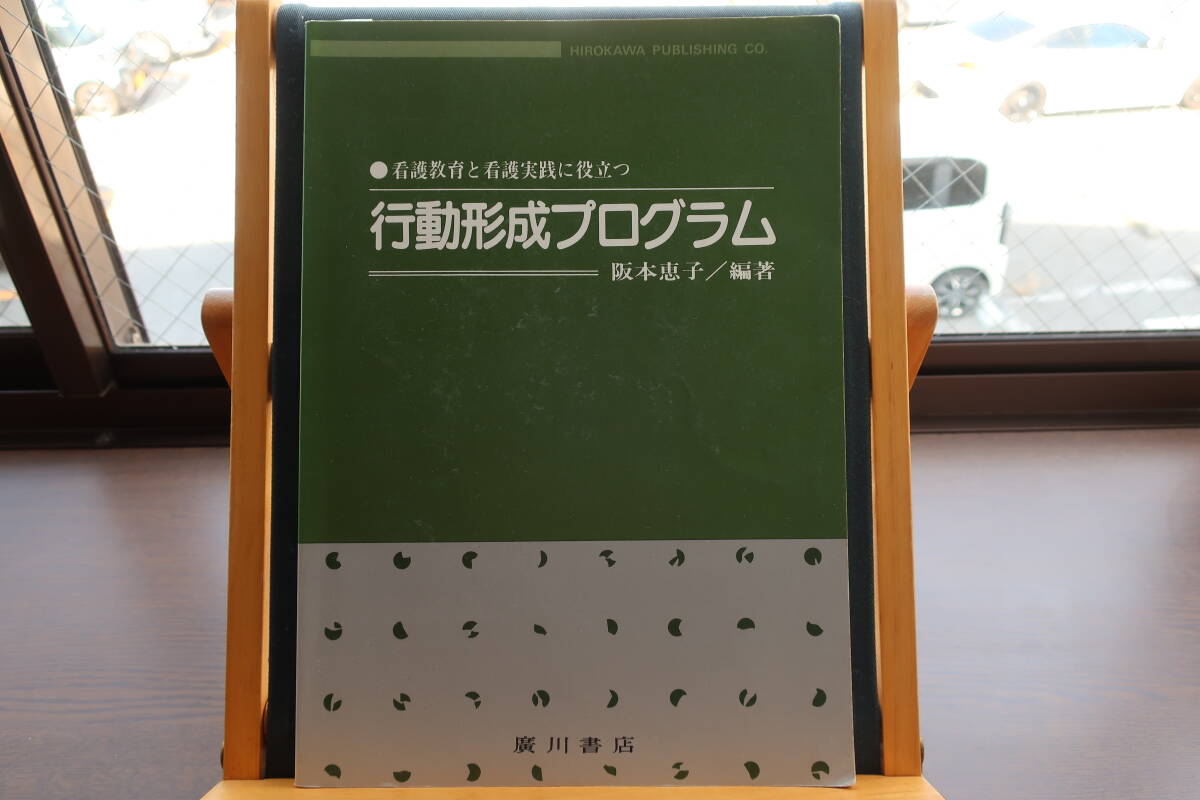 HIROKAWA PUBLISHING CO.
●看護教育と看護実践に役立つ
行動形成プログラム
阪本恵子／編著
廣川書店